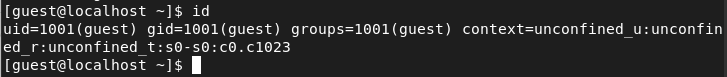 [guest@localhost ~]$ id
uid=1001(guest) gid=1001(guest) groups=1001(guest) context=unconfined_u:unconfin
ed_r:unconfined_t:s0-s0:c0.c1023
[guest@localhost ~]$